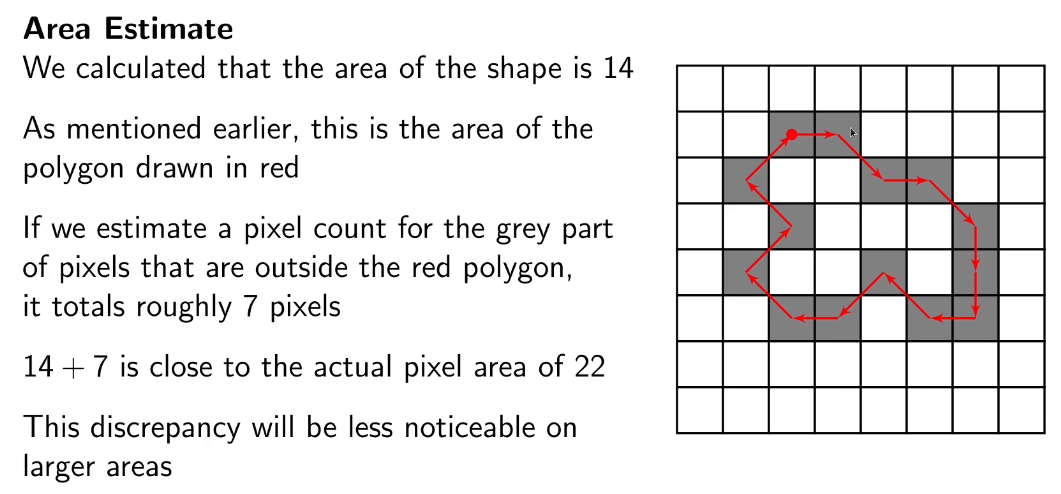 Area Estimate
We calculated that the area of the shape is 14
As mentioned earlier, this is the area of the
polygon drawn in red
If we estimate a pixel count for the grey part
of pixels that are outside the red polygon,
it totals roughly 7 pixels
14 + 7 is close to the actual pixel area of 22
This discrepancy will be less noticeable on
larger areas